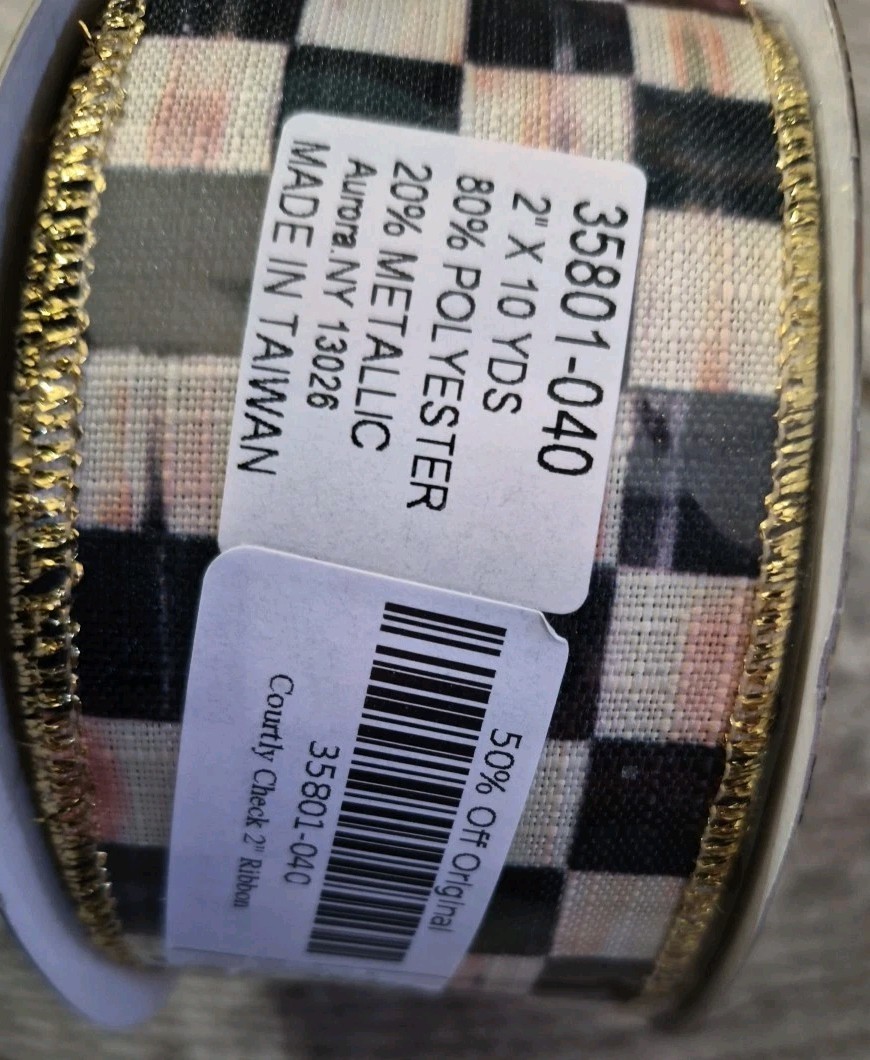 35801-040
2" X 10 YDS
80% POLYESTER
20% METALLIC
Aurora.NY 13026
MADE IN TAIWAN
50% Off Original
35801-040
Courtly Check 2" Ribbon